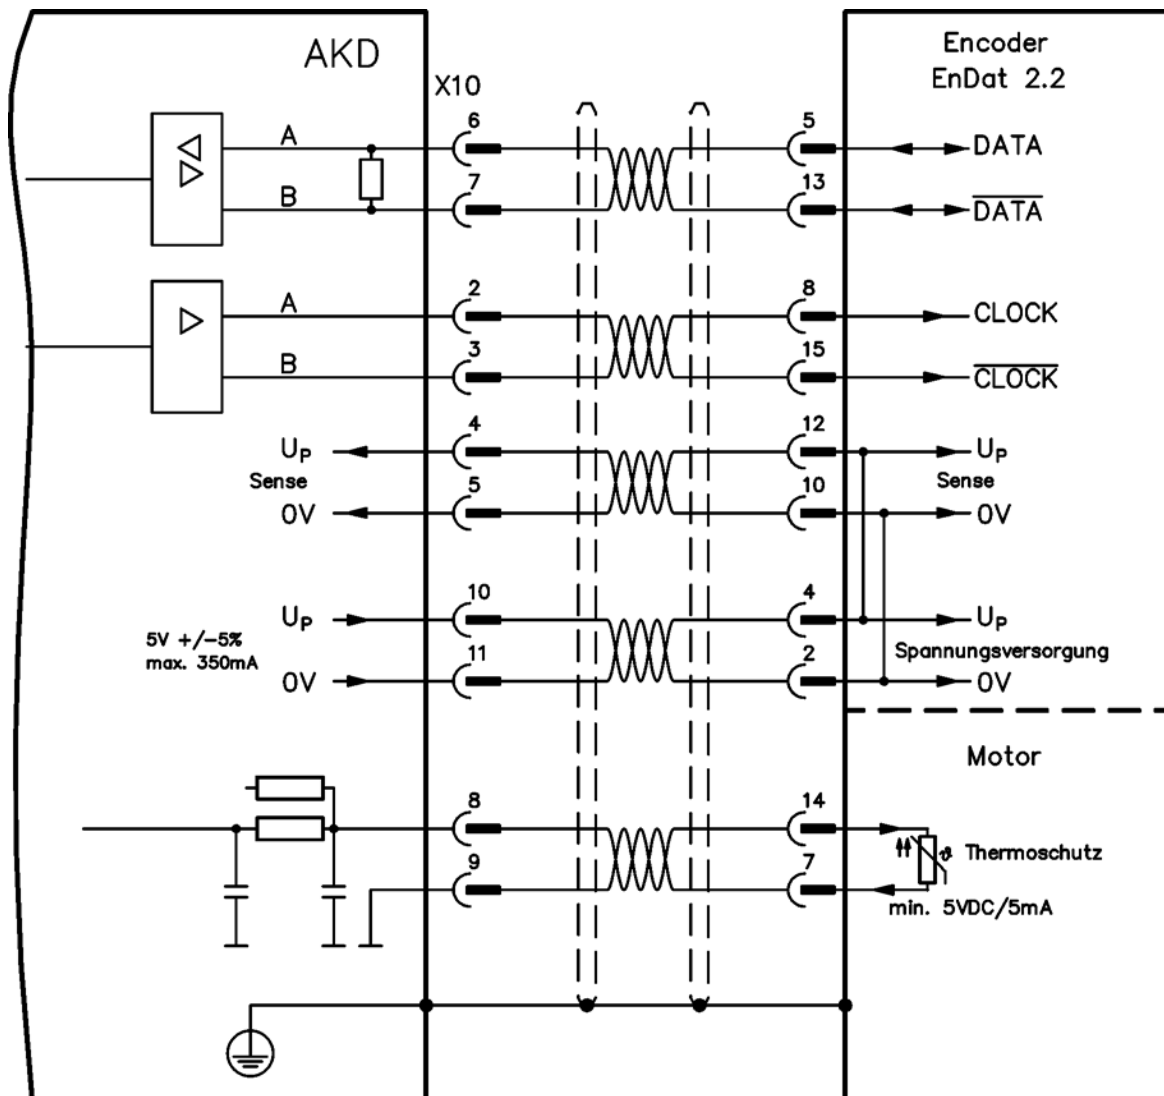 AKD
Encoder
EnDat 2.2
X10
A
6
5
DATA
B
7
13
DATA
A
2
8
CLOCK
B
3
15
CLOCK
UP
4
12
UP
Sense
Sense
0V
5
10
0V
UP
10
4
UP
5V +/-5%
max. 350mA
11
2
Spannungsversorgung
0V
0V
Motor
8
14
ϑ Thermoschutz
9
7
min. 5VDC/5mA